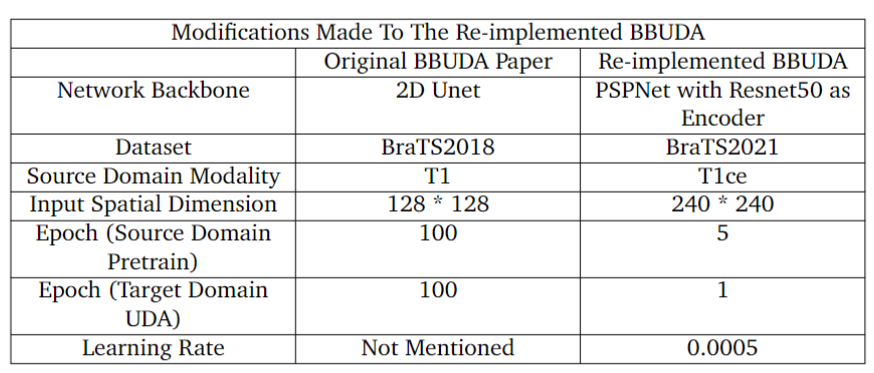 Modifications Made To The Re-implemented BBUDA
Original BBUDA Paper Re-implemented BBUDA
Network Backbone 2D Unet PSPNet with Resnet50 as
Encoder
Dataset BraTS2018 BraTS2021
Source Domain Modality T1 T1ce
Input Spatial Dimension 128 * 128 240 * 240
Epoch (Source Domain 100 5
Pretrain)
Epoch (Target Domain 100 1
UDA)
Learning Rate Not Mentioned 0.0005